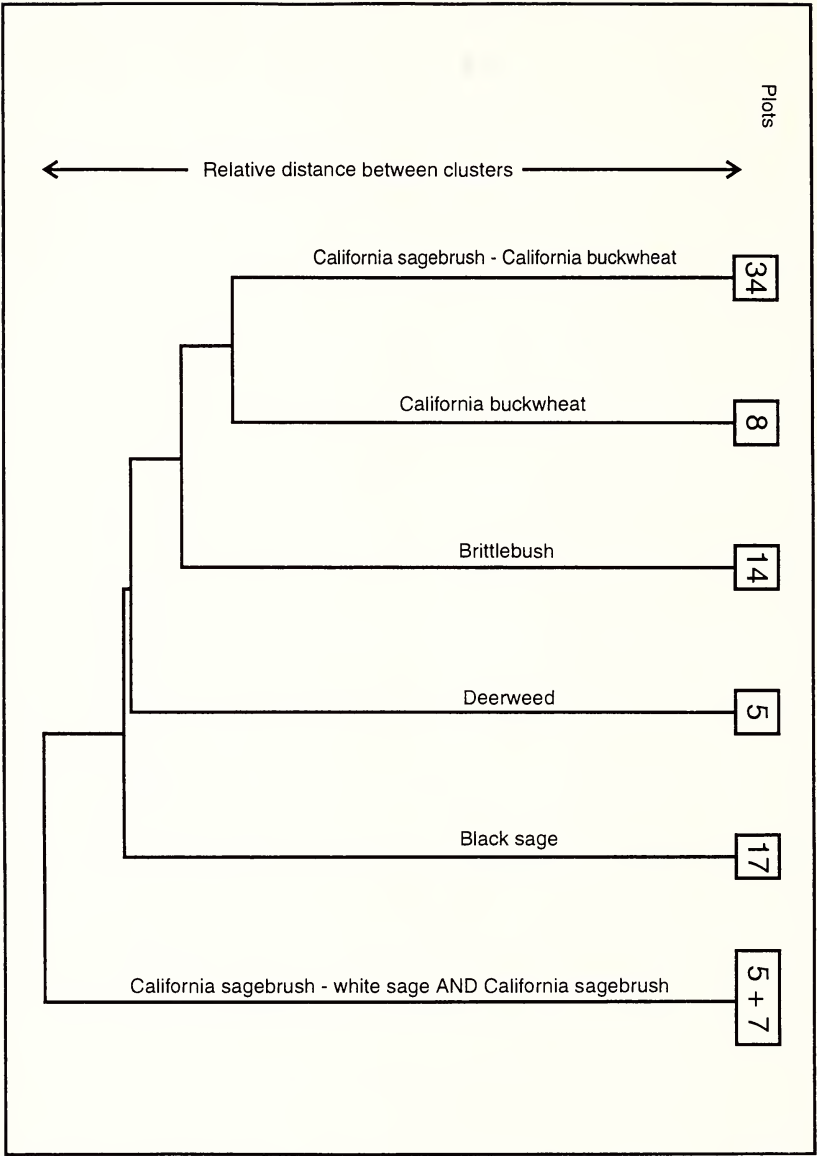 Plots
Relative distance between clusters
California sagebrush - California buckwheat
34
California buckwheat
8
Brittlebush
14
Deerweed
5
Black sage
17
California sagebrush - white sage AND California sagebrush
5 + 7